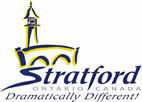 Stratford
ONTARIO CANADA
Dramatically Different!